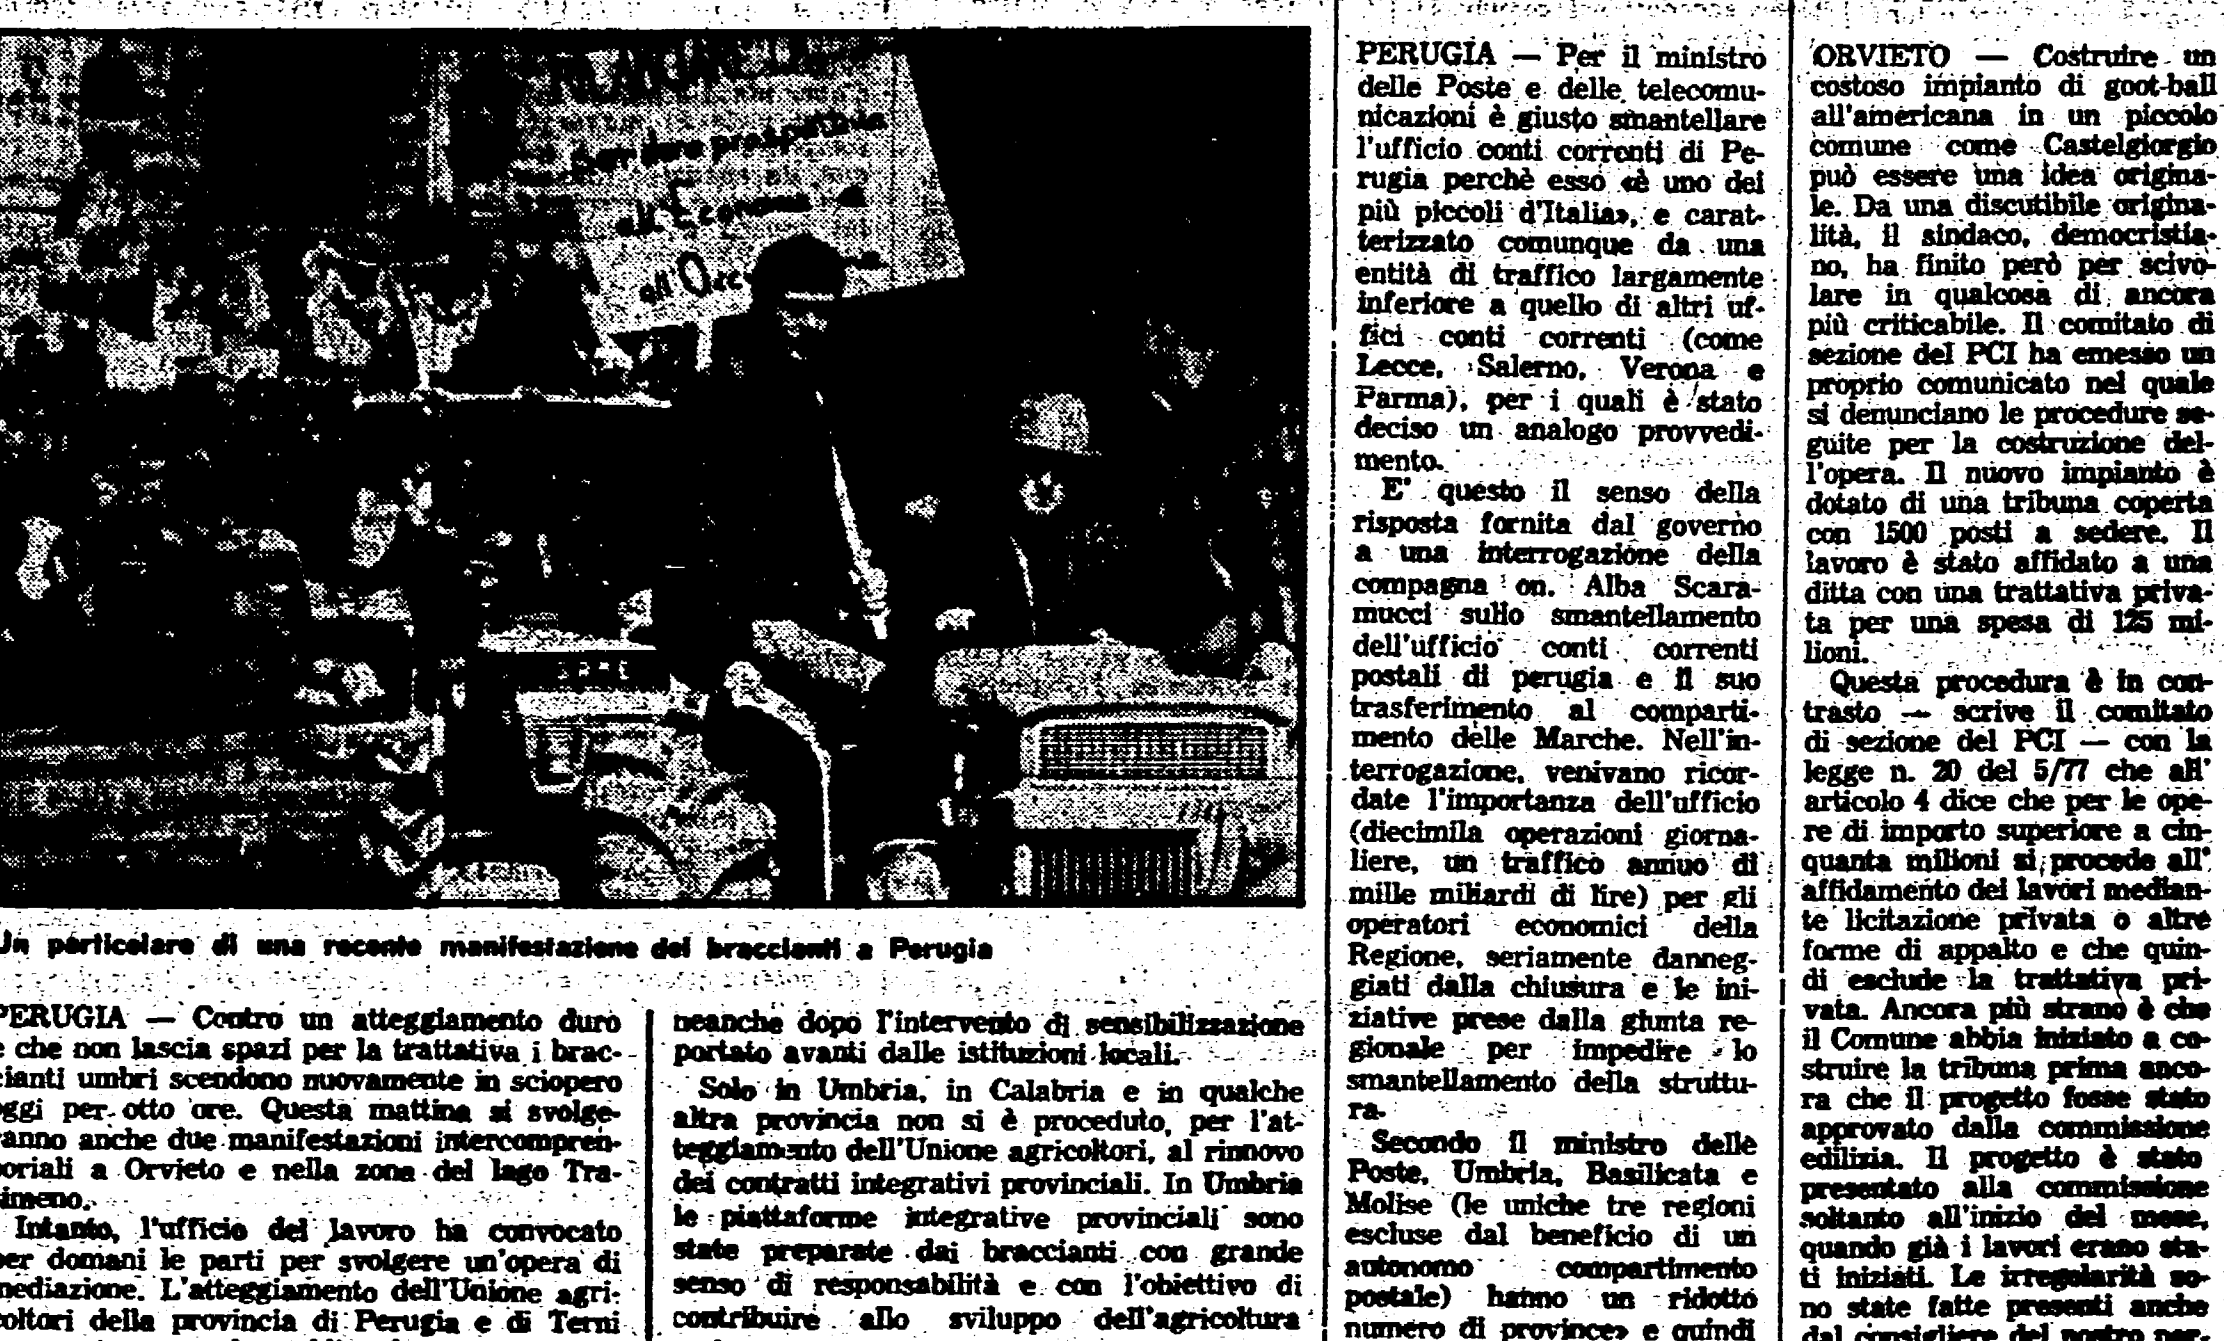 per dare prospettive
all'Economia e
all'Occ
Un particolare di una recente manifestazione dei braccianti a Perugia
PERUGIA — Contro un atteggiamento duro
e che non lascia spazi per la trattativa i brac-
cianti umbri scendono nuovamente in sciopero
oggi per otto ore. Questa mattina si svolge-
ranno anche due manifestazioni intercompren-
soriali a Orvieto e nella zona del lago Tra-
simeno.
Intanto, l'ufficio del lavoro ha convocato
per domani le parti per svolgere un'opera di
mediazione. L'atteggiamento dell'Unione agri-
coltori della provincia di Perugia e di Terni
neanche dopo l'intervento di sensibilizzazione
portato avanti dalle istituzioni locali.
Solo in Umbria, in Calabria e in qualche
altra provincia non si è proceduto, per l'at-
teggiamento dell'Unione agricoltori, al rinnovo
dei contratti integrativi provinciali. In Umbria
le piattaforme integrative provinciali sono
state preparate dai braccianti con grande
senso di responsabilità e con l'obiettivo di
contribuire allo sviluppo dell'agricoltura
PERUGIA — Per il ministro
delle Poste e delle telecomu-
nicazioni è giusto smantellare
l'ufficio conti correnti di Pe-
rugia perchè esso «è uno dei
più piccoli d'Italia», e carat-
terizzato comunque da una
entità di traffico largamente
inferiore a quello di altri uf-
fici conti correnti (come
Lecce, Salerno, Verona e
Parma), per i quali è stato
deciso un analogo provvedi-
mento.
E' questo il senso della
risposta fornita dal governo
a una interrogazione della
compagna on. Alba Scara-
mucci sullo smantellamento
dell'ufficio conti correnti
postali di perugia e il suo
trasferimento al comparti-
mento delle Marche. Nell'in-
terrogazione, venivano ricor-
date l'importanza dell'ufficio
(diecimila operazioni giorna-
liere, un traffico annuo di
mille miliardi di lire) per gli
operatori economici della
Regione, seriamente danneg-
giati dalla chiusura e le ini-
ziative prese dalla giunta re-
gionale per impedire lo
smantellamento della struttu-
ra.
Secondo il ministro delle
Poste, Umbria, Basilicata e
Molise (le uniche tre regioni
escluse dal beneficio di un
autonomo compartimento
postale) hanno un ridotto
numero di province» e quindi
ORVIETO — Costruire un
costoso impianto di goot-ball
all'americana in un piccolo
comune come Castelgiorgio
può essere una idea origina-
le. Da una discutibile origina-
lità, il sindaco, democristia-
no, ha finito però per scivo-
lare in qualcosa di ancora
più criticabile. Il comitato di
sezione del PCI ha emesso un
proprio comunicato nel quale
si denunciano le procedure se-
guite per la costruzione del-
l'opera. Il nuovo impianto è
dotato di una tribuna coperta
con 1500 posti a sedere. Il
lavoro è stato affidato a una
ditta con una trattativa priva-
ta per una spesa di 125 mi-
lioni.
Questa procedura è in con-
trasto — scrive il comitato
di sezione del PCI — con la
legge n. 20 del 5/77 che all'
articolo 4 dice che per le ope-
re di importo superiore a cin-
quanta milioni si procede all'
affidamento dei lavori median-
te licitazione privata o altre
forme di appalto e che quin-
di esclude la trattativa pri-
vata. Ancora più strano è che
il Comune abbia iniziato a co-
struire la tribuna prima anco-
ra che il progetto fosse stato
approvato dalla commissione
edilizia. Il progetto è stato
presentato alla commissione
soltanto all'inizio del mese,
quando già i lavori erano sta-
ti iniziati. Le irregolarità so-
no state fatte presenti anche
dal consigliere del nostro par-